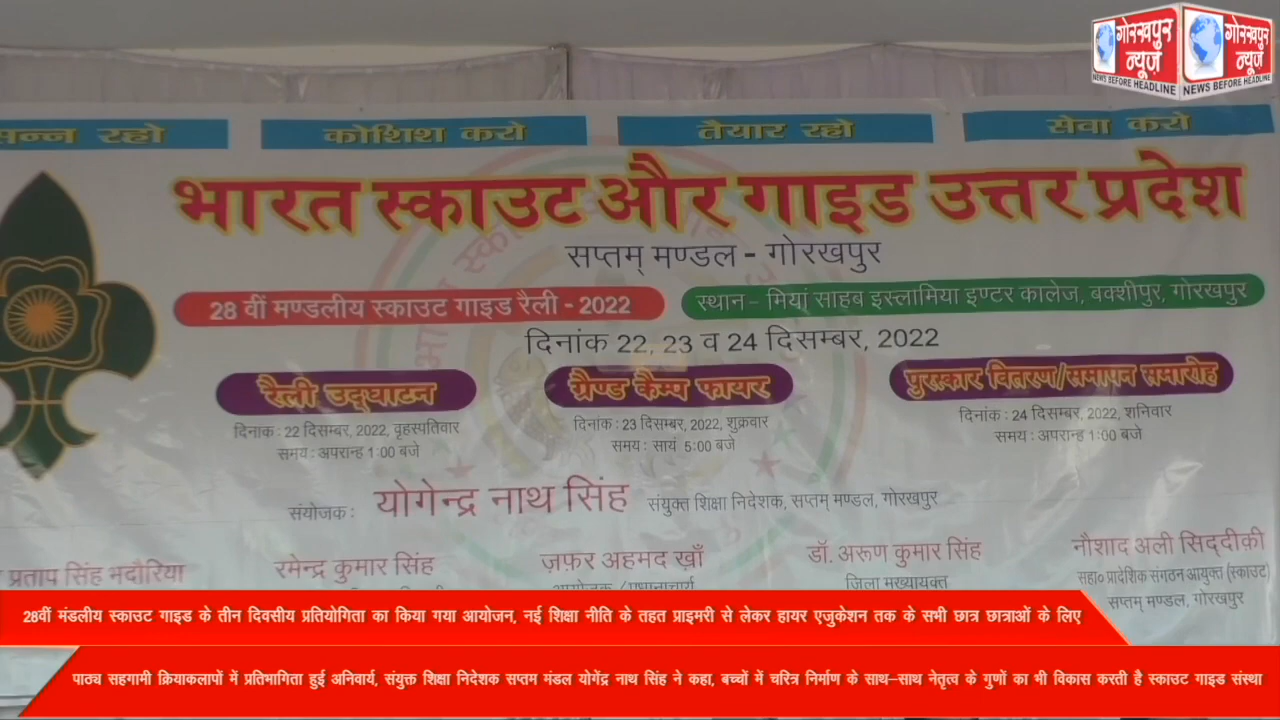 गोरखपुर गोरखपुर
न्यूज़ न्यूज़
NEWS BEFORE HEADLINE NEWS BEFORE HEADLINE
सन्न रहो कोशिश करो तैयार रहो सेवा करो
भारत स्काउट और गाइड उत्तर प्रदेश
सप्तम् मण्डल - गोरखपुर
28 वीं मण्डलीय स्काउट गाइड रैली - 2022 स्थान- मियां साहब इस्लामिया इण्टर कालेज, बक्शीपुर, गोरखपुर
दिनांक 22, 23 व 24 दिसम्बर, 2022
रैली उद्घाटन ग्रैण्ड कैम्प फायर पुरस्कार वितरण/समापन समारोह
दिनांक : 22 दिसम्बर, 2022, वृहस्पतिवार दिनांक : 23 दिसम्बर, 2022, शुक्रवार दिनांक : 24 दिसम्बर, 2022, शनिवार
समय : अपरान्ह 1:00 बजे समय : सायं 5:00 बजे समय : अपरान्ह 1:00 बजे
संयोजक : योगेन्द्र नाथ सिंह संयुक्त शिक्षा निदेशक, सप्तम् मण्डल, गोरखपुर
प्रताप सिंह भदौरिया रमेन्द्र कुमार सिंह ज़फ़र अहमद खाँ डॉ. अरूण कुमार सिंह नौशाद अली सिद्दीक़ी
आयोजक/प्रधानाचार्य जिला मुख्यायुक्त सहा० प्रादेशिक संगठन आयुक्त (स्काउट)
सप्तम् मण्डल, गोरखपुर
28वीं मंडलीय स्काउट गाइड के तीन दिवसीय प्रतियोगिता का किया गया आयोजन, नई शिक्षा नीति के तहत प्राइमरी से लेकर हायर एजुकेशन तक के सभी छात्र छात्राओं के लिए
पाठ्य सहगामी क्रियाकलापों में प्रतिभागिता हुई अनिवार्य, संयुक्त शिक्षा निदेशक सप्तम मंडल योगेंद्र नाथ सिंह ने कहा, बच्चों में चरित्र निर्माण के साथ-साथ नेतृत्व के गुणों का भी विकास करती है स्काउट गाइड संस्था